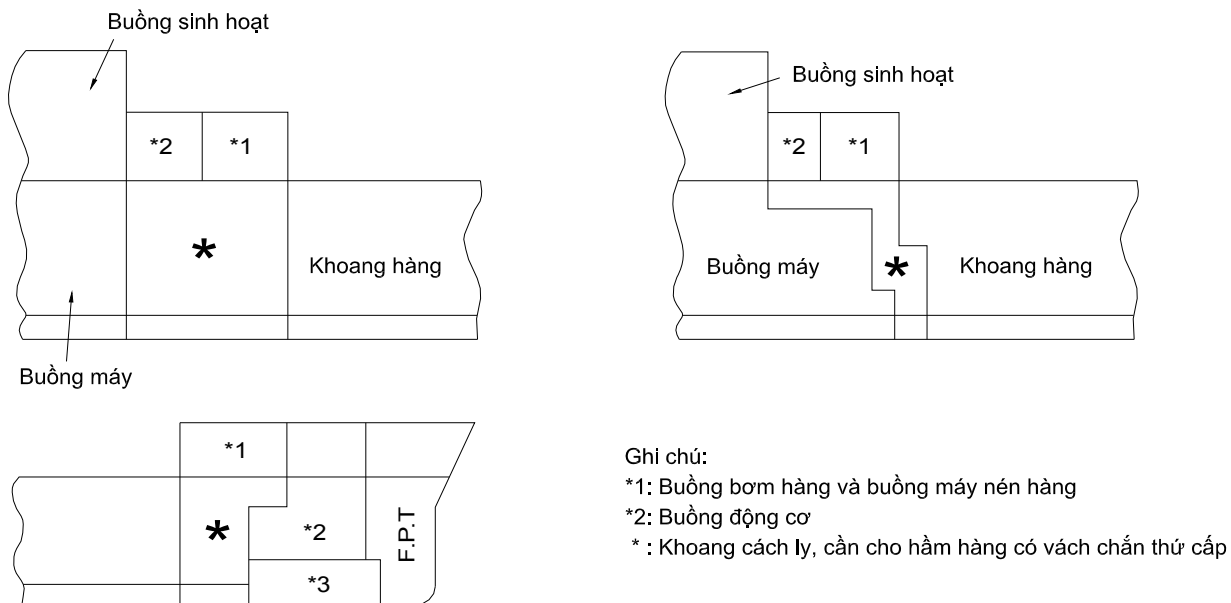 Buồng sinh hoạt
*2
*1
*
Khoang hàng
Buồng máy
Buồng sinh hoạt
*2
*1
Buồng máy
*
Khoang hàng
*1
*
*2
F.P.T
*3
Ghi chú:
*1: Buồng bơm hàng và buồng máy nén hàng
*2: Buồng động cơ
* : Khoang cách ly, cần cho hầm hàng có vách chắn thứ cấp